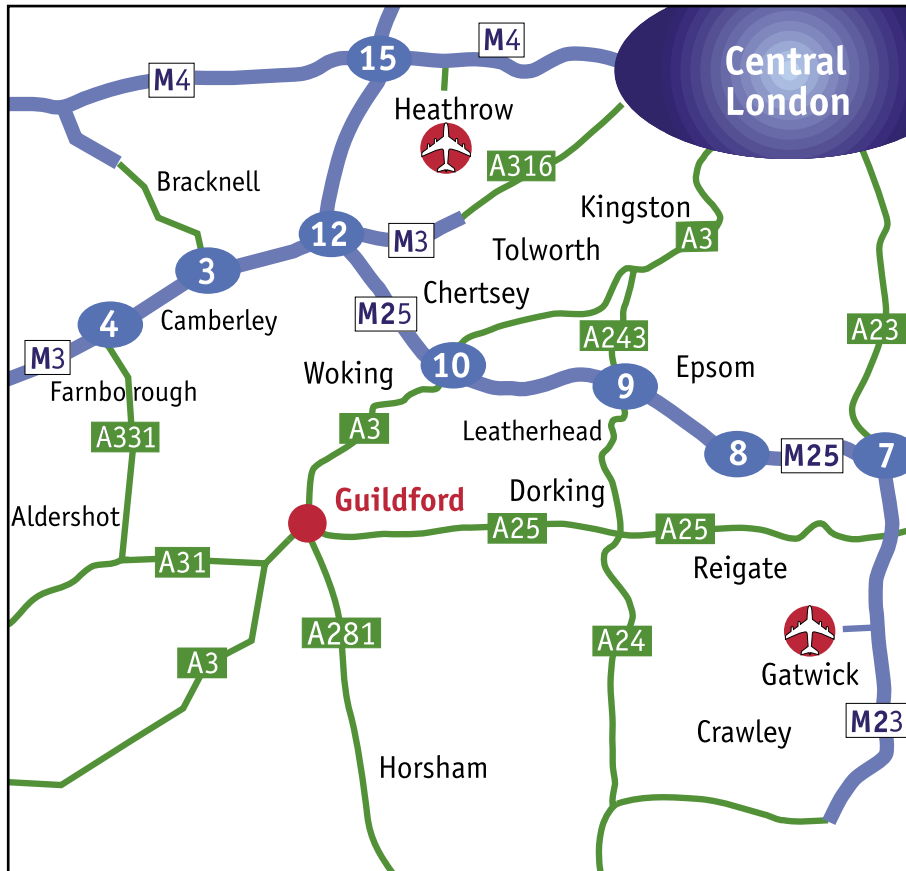 M4
15
M4
Central
London
Heathrow
A316
Bracknell
Kingston
A3
12
M3
Tolworth
3
Chertsey
M25
4
Camberley
A243
A23
M3
Woking
10
Epsom
9
Farnborough
A3
Leatherhead
A331
8
M25
7
Dorking
Guildford
Aldershot
A25
A25
A31
Reigate
A281
A24
A3
Gatwick
M23
Crawley
Horsham